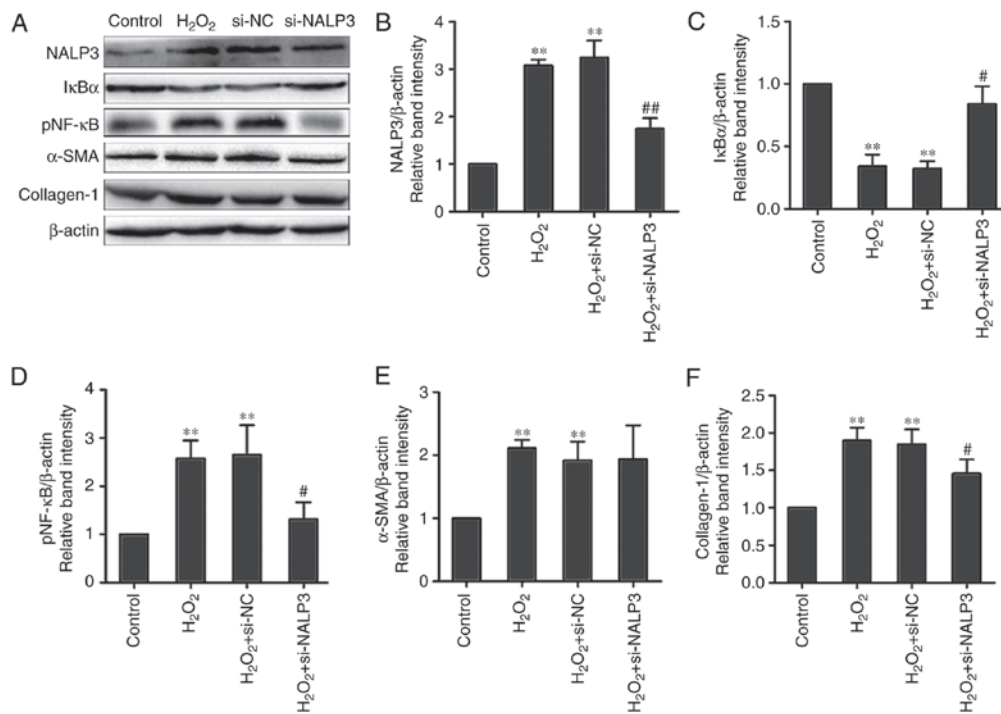 A
Control H2O2 si-NC si-NALP3
NALP3
IκBα
pNF-κB
α-SMA
Collagen-1
β-actin
B
NALP3/β-actin
Relative band intensity
4
3
2
1
0
**
**
##
Control
H2O2
H2O2+si-NC
H2O2+si-NALP3
C
IκBα/β-actin
Relative band intensity
1.5
1.0
0.5
0.0
**
**
#
Control
H2O2
H2O2+si-NC
H2O2+si-NALP3
D
pNF-κB/β-actin
Relative band intensity
4
3
2
1
0
**
**
#
Control
H2O2
H2O2+si-NC
H2O2+si-NALP3
E
α-SMA/β-actin
Relative band intensity
3
2
1
0
**
**
Control
H2O2
H2O2+si-NC
H2O2+si-NALP3
F
Collagen-1/β-actin
Relative band intensity
2.5
2.0
1.5
1.0
0.5
0.0
**
**
#
Control
H2O2
H2O2+si-NC
H2O2+si-NALP3